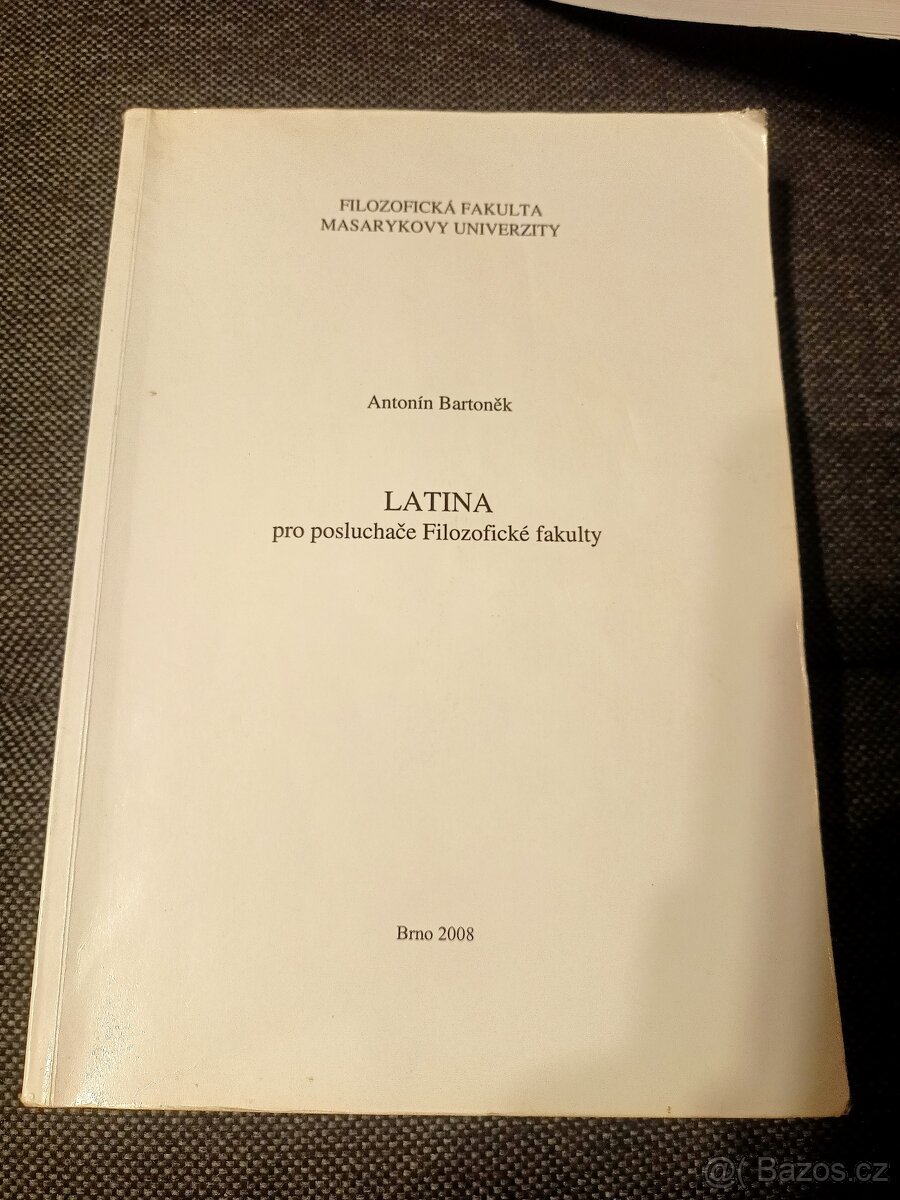 FILOZOFICKÁ FAKULTA
MASARYKOVY UNIVERZITY
Antonín Bartoněk
LATINA
pro posluchače Filozofické fakulty
Brno 2008
@( Bazos.cz